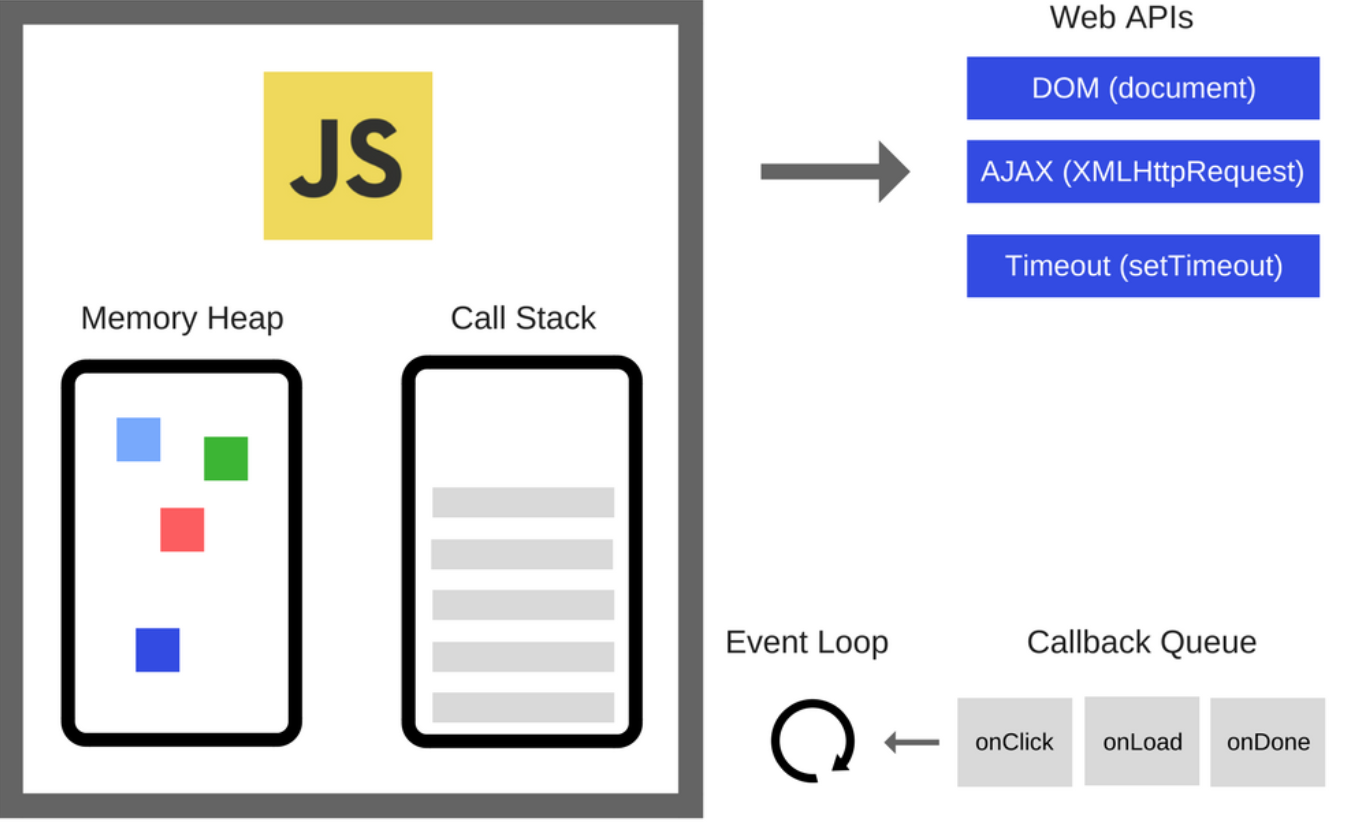 Web APIs
DOM (document)
JS
AJAX (XMLHttpRequest)
Timeout (setTimeout)
Memory Heap
Call Stack
Event Loop
Callback Queue
onClick
onLoad
onDone